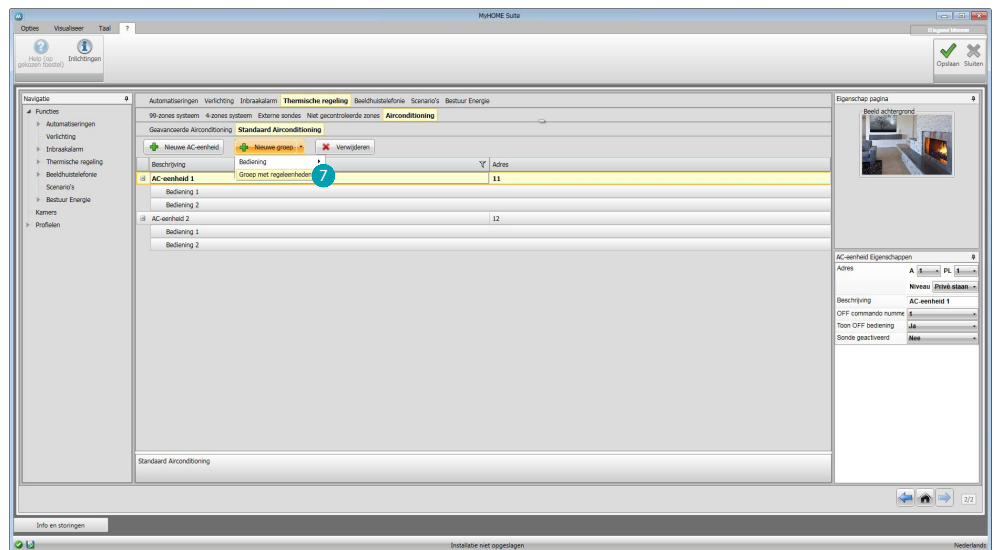 MyHOME Suite
Opties Visualiseer Taal ?
Help (op gekozen toestel)
Inlichtingen
Opslaan Sluiten
Navigatie
Functies
Automatiseringen
Verlichting
Inbraakalarm
Thermische regeling
Beeldhuistelefonie
Scenario's
Bestuur Energie
Kamers
Profielen
Automatiseringen Verlichting Inbraakalarm Thermische regeling Beeldhuistelefonie Scenario's Bestuur Energie
99-zones systeem 4-zones systeem Externe sondes Niet gecontroleerde zones Airconditioning
Geavanceerde Airconditioning Standaard Airconditioning
Nieuwe AC-eenheid Nieuwe groep Verwijderen
Beschrijving Adres
Bediening
Groep met regeleenheden
7
AC-eenheid 1 11
Bediening 1
Bediening 2
AC-eenheid 2 12
Bediening 1
Bediening 2
Standaard Airconditioning
Eigenschap pagina
Beeld achtergrond
AC-eenheid Eigenschappen
Adres A 1 PL 1
Niveau Privé staan
Beschrijving AC-eenheid 1
OFF commando numme 1
Toon OFF bediening Ja
Sonde geactiveerd Nee
2/2
Info en storingen
Installatie niet opgeslagen
Nederlands